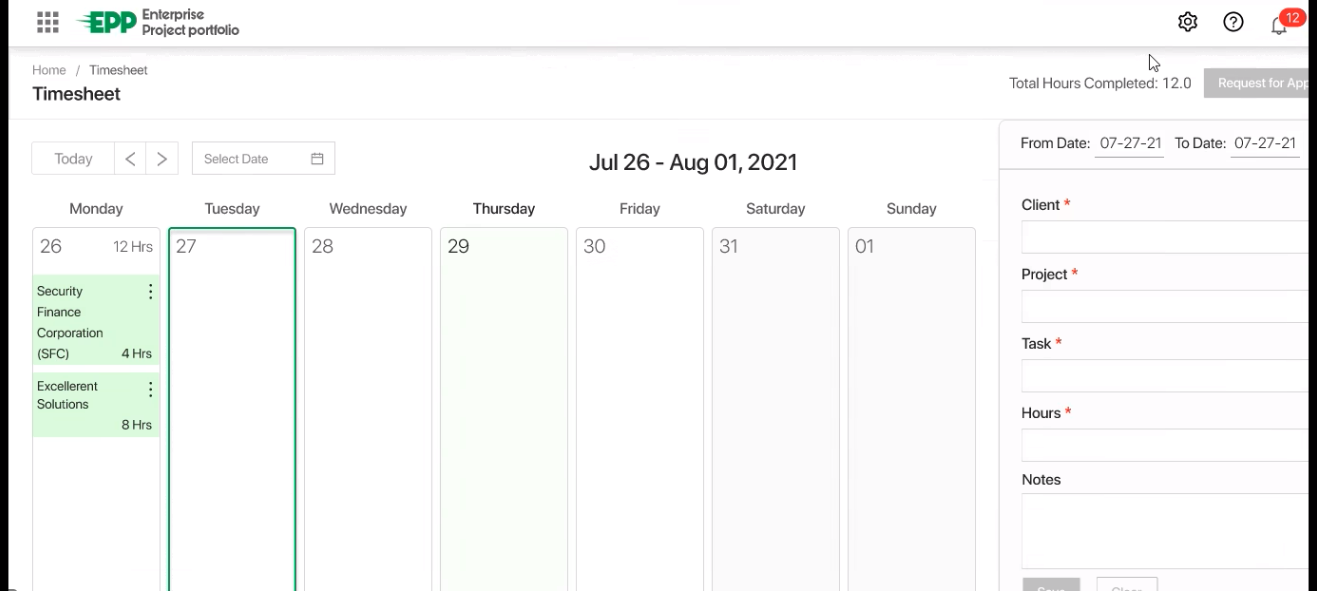 EPP Enterprise
Project portfolio
12
Home / Timesheet
Timesheet
Total Hours Completed: 12.0
Request for App
Today
Select Date
Jul 26 - Aug 01, 2021
From Date: 07-27-21 To Date: 07-27-21
Monday Tuesday Wednesday Thursday Friday Saturday Sunday
26 12 Hrs 27 28 29 30 31 01
Security
Finance
Corporation
(SFC) 4 Hrs
Excellerent
Solutions
8 Hrs
Client *
Project *
Task *
Hours *
Notes
Save Clear